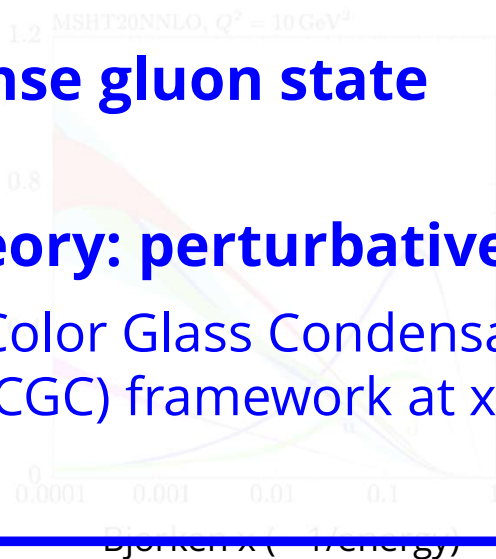 1.2 MSHT20NNLO, Q² = 10 GeV²
nse gluon state
0.8
eory: perturbative
Color Glass Condensa
CGC) framework at x
0
0.0001 0.001 0.01 0.1 1
Bjorken x (~1/energy)